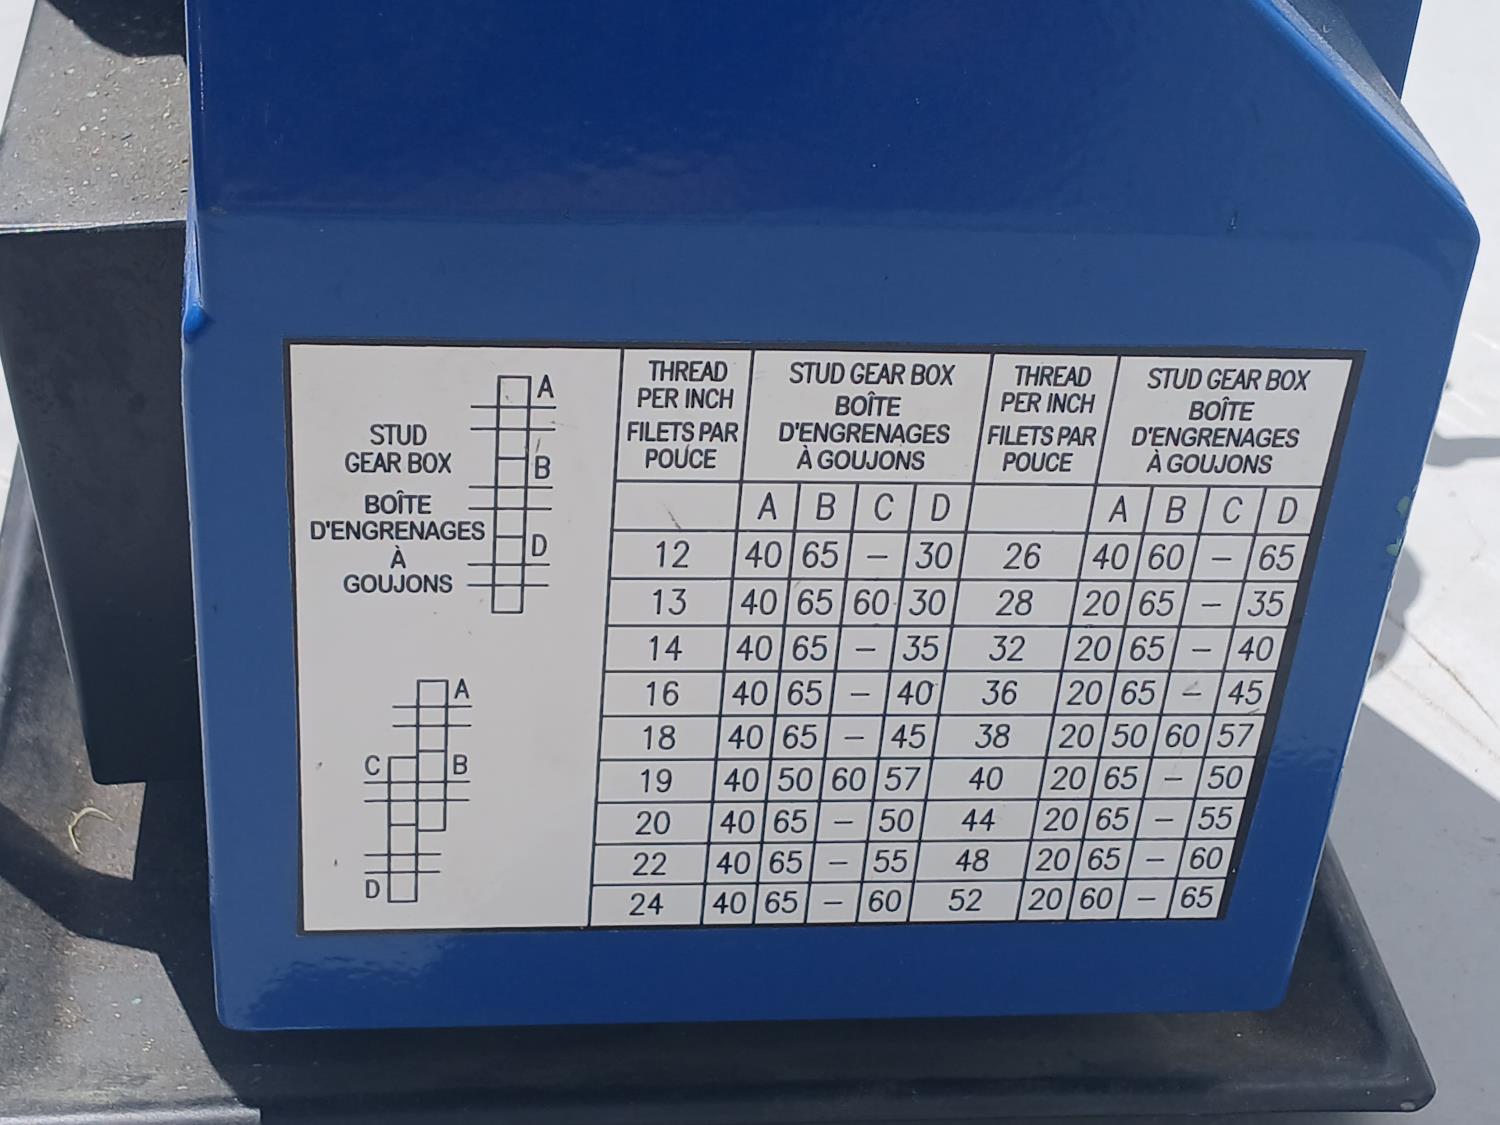 STUD
GEAR BOX
BOÎTE
D'ENGRENAGES
À
GOUJONS
A
B
D
A
C B
D
THREAD PER INCH FILETS PAR POUCE | STUD GEAR BOX BOÎTE D'ENGRENAGES À GOUJONS | THREAD PER INCH FILETS PAR POUCE | STUD GEAR BOX BOÎTE D'ENGRENAGES À GOUJONS
A B C D A B C D
12 40 65 – 30 26 40 60 – 65
13 40 65 60 30 28 20 65 – 35
14 40 65 – 35 32 20 65 – 40
16 40 65 – 40 36 20 65 – 45
18 40 65 – 45 38 20 50 60 57
19 40 50 60 57 40 20 65 – 50
20 40 65 – 50 44 20 65 – 55
22 40 65 – 55 48 20 65 – 60
24 40 65 – 60 52 20 60 – 65